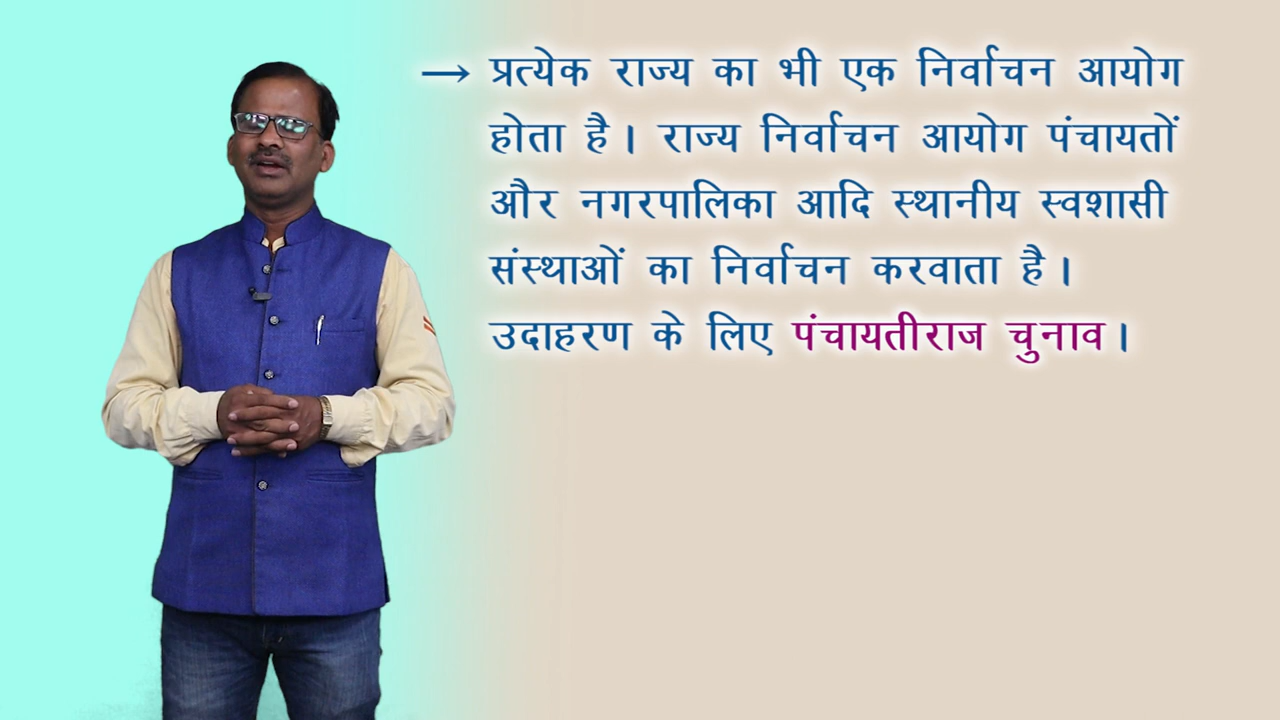 → प्रत्येक राज्य का भी एक निर्वाचन आयोग
होता है। राज्य निर्वाचन आयोग पंचायतों
और नगरपालिका आदि स्थानीय स्वशासी
संस्थाओं का निर्वाचन करवाता है।
उदाहरण के लिए पंचायतीराज चुनाव।